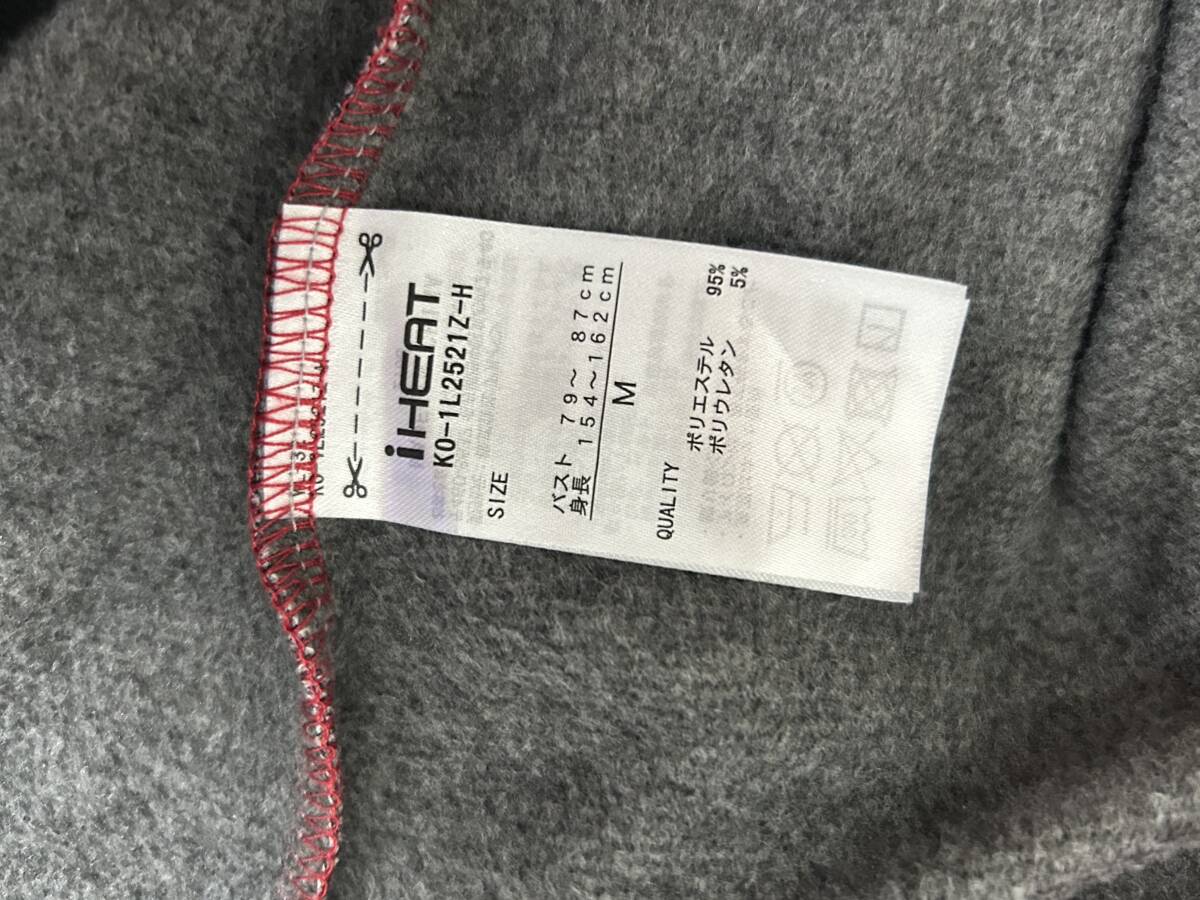 iHEAT
KO-1L2521Z-H
SIZE
バスト 79～ 87cm
身長 154～162cm
M
QUALITY
ポリエステル 95%
ポリウレタン 5%